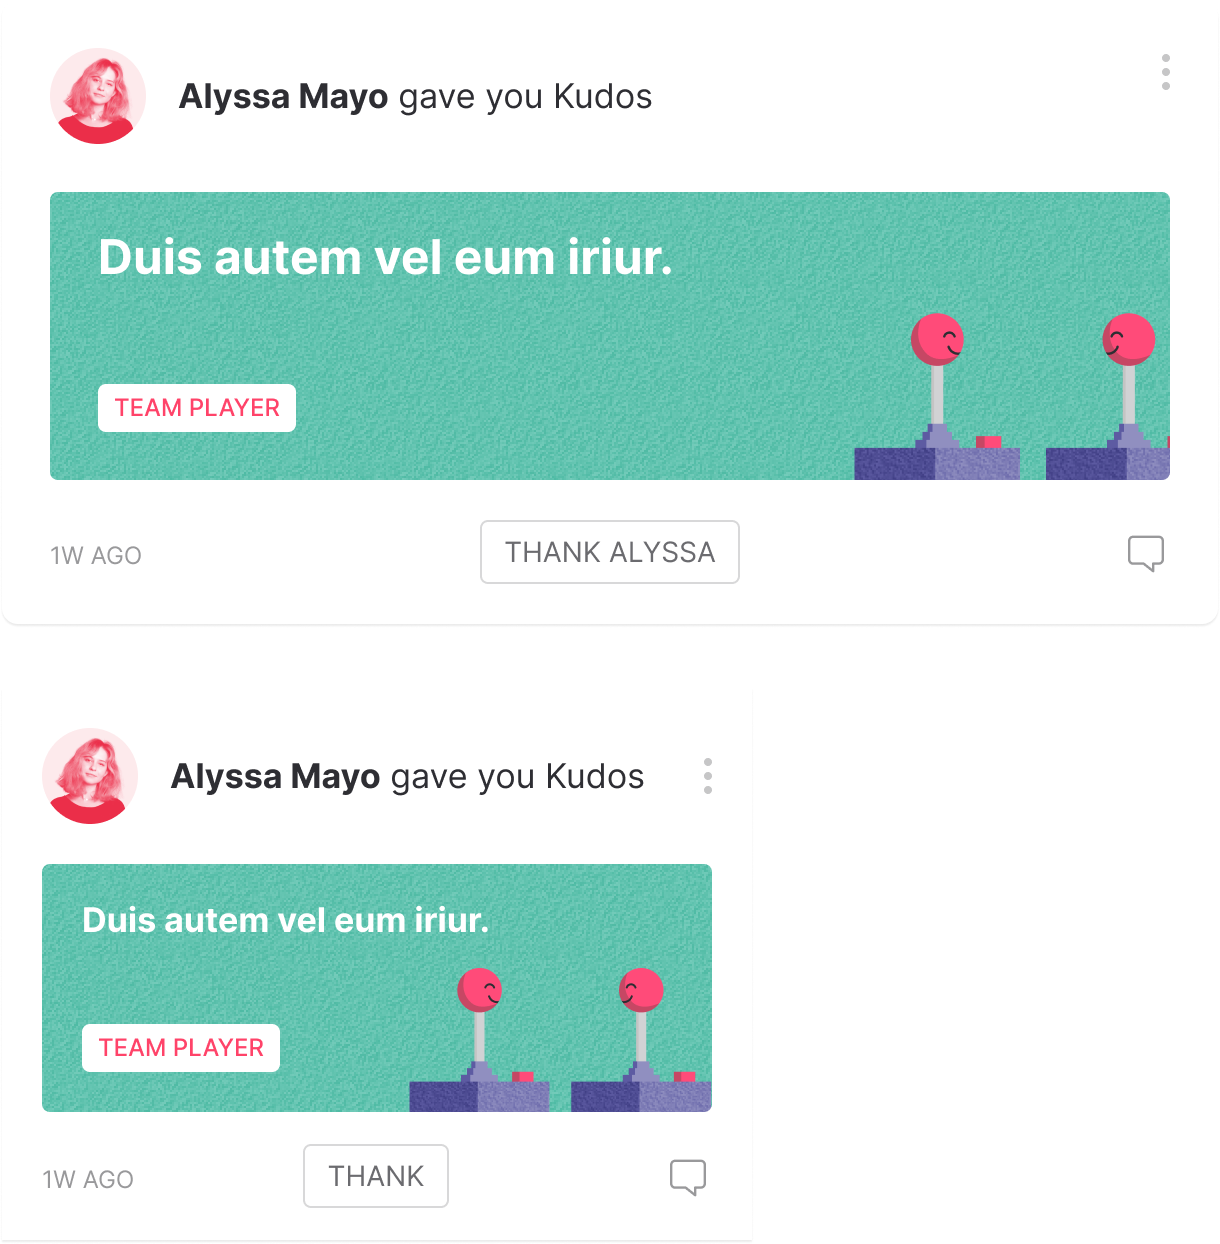 Alyssa Mayo gave you Kudos
Duis autem vel eum iriur.
TEAM PLAYER
1W AGO
THANK ALYSSA
Alyssa Mayo gave you Kudos
Duis autem vel eum iriur.
TEAM PLAYER
1W AGO
THANK